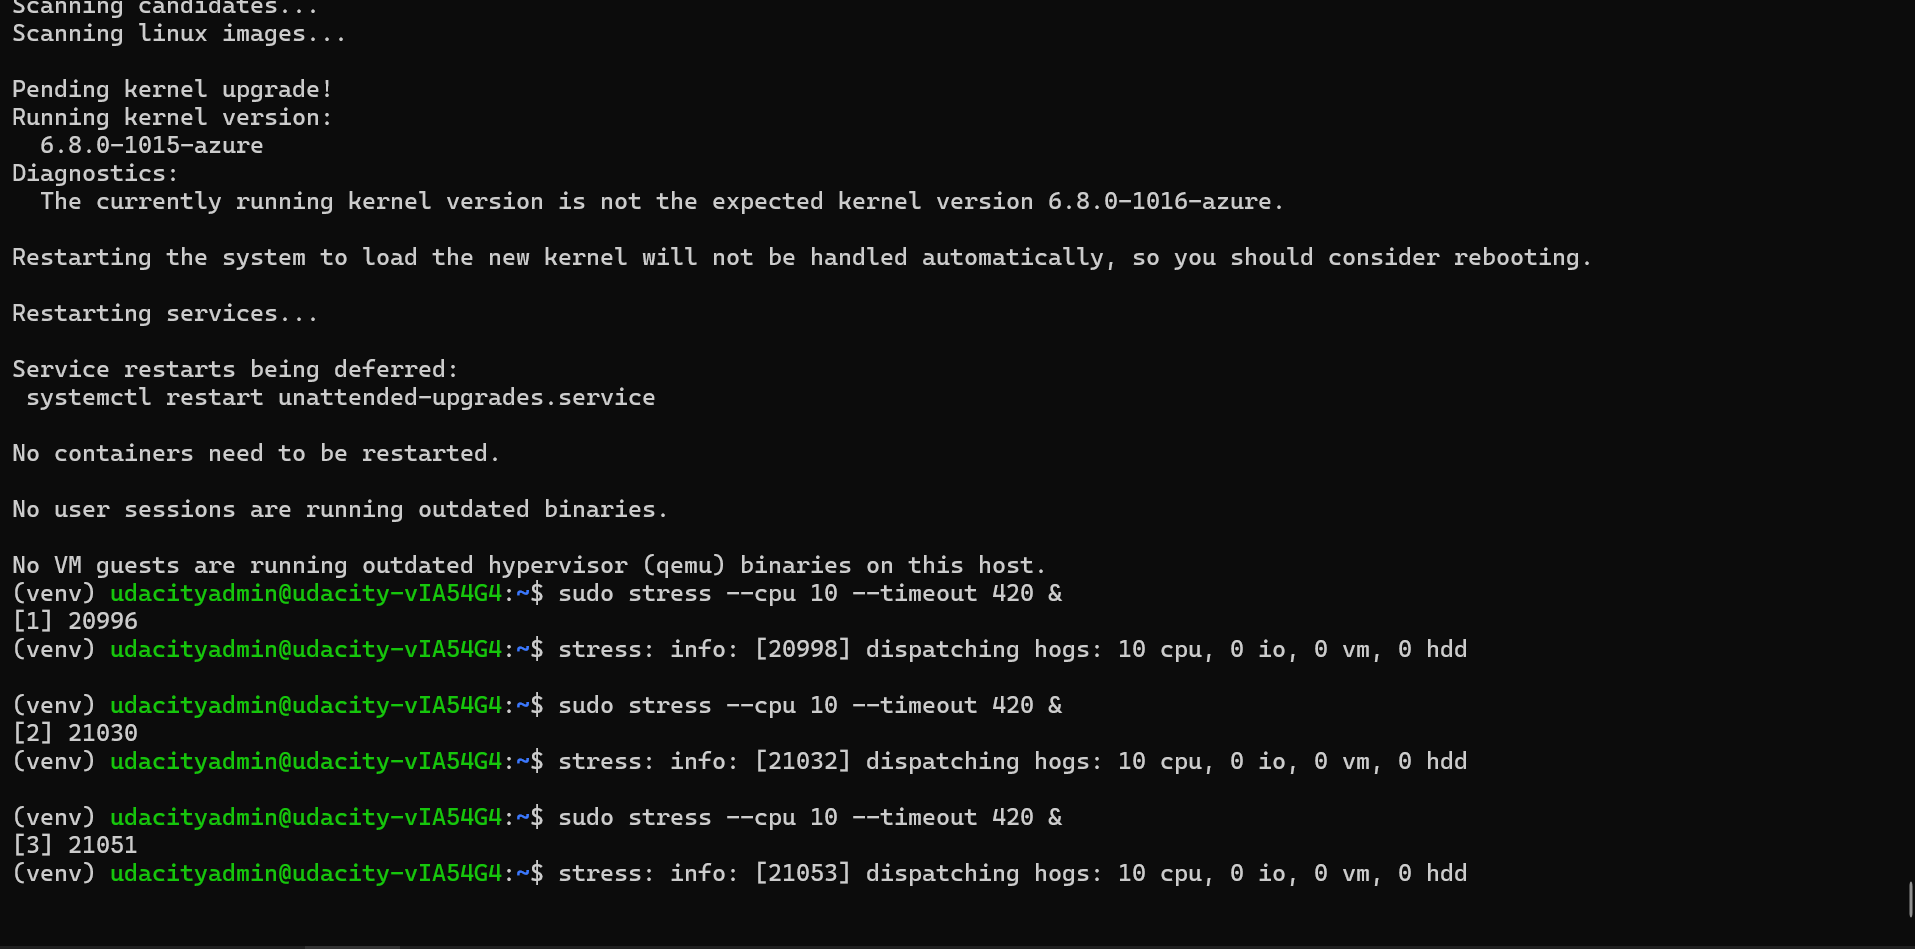 Scanning candidates...
Scanning linux images...
Pending kernel upgrade!
Running kernel version:
  6.8.0-1015-azure
Diagnostics:
  The currently running kernel version is not the expected kernel version 6.8.0-1016-azure.
Restarting the system to load the new kernel will not be handled automatically, so you should consider rebooting.
Restarting services...
Service restarts being deferred:
 systemctl restart unattended-upgrades.service
No containers need to be restarted.
No user sessions are running outdated binaries.
No VM guests are running outdated hypervisor (qemu) binaries on this host.
(venv) udacityadmin@udacity-vIA54G4:~$ sudo stress --cpu 10 --timeout 420 &
[1] 20996
(venv) udacityadmin@udacity-vIA54G4:~$ stress: info: [20998] dispatching hogs: 10 cpu, 0 io, 0 vm, 0 hdd
(venv) udacityadmin@udacity-vIA54G4:~$ sudo stress --cpu 10 --timeout 420 &
[2] 21030
(venv) udacityadmin@udacity-vIA54G4:~$ stress: info: [21032] dispatching hogs: 10 cpu, 0 io, 0 vm, 0 hdd
(venv) udacityadmin@udacity-vIA54G4:~$ sudo stress --cpu 10 --timeout 420 &
[3] 21051
(venv) udacityadmin@udacity-vIA54G4:~$ stress: info: [21053] dispatching hogs: 10 cpu, 0 io, 0 vm, 0 hdd